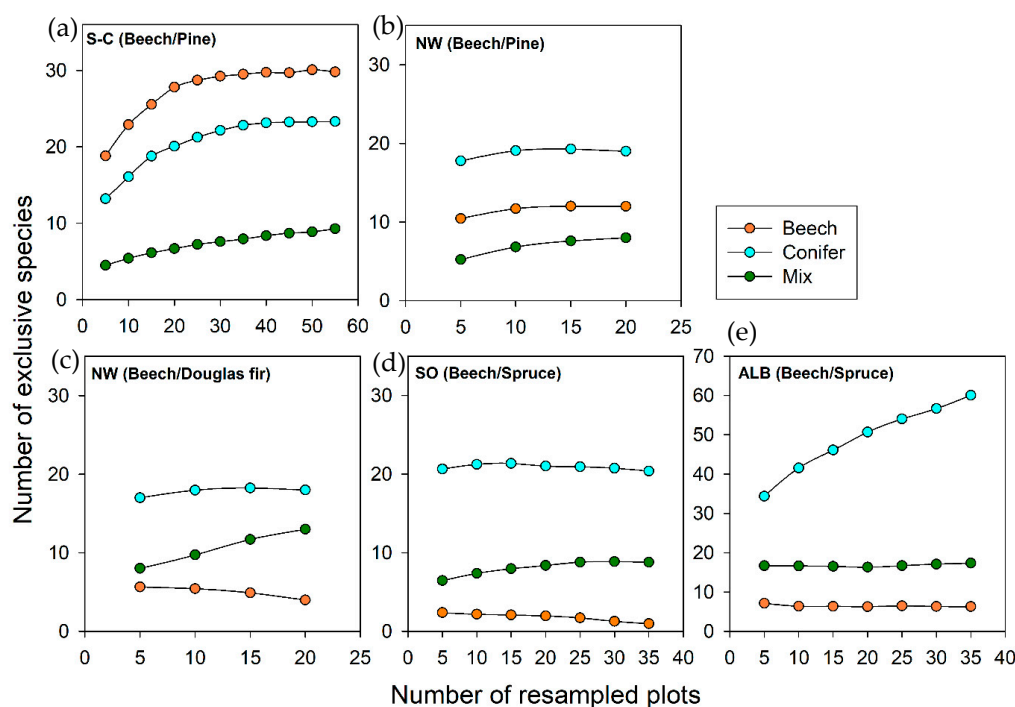 (a)
S-C (Beech/Pine)
30
20
10
0
0 10 20 30 40 50 60
(b)
NW (Beech/Pine)
30
20
10
0
0 5 10 15 20 25
Beech
Conifer
Mix
(c)
NW (Beech/Douglas fir)
30
20
10
0
0 5 10 15 20 25
(d)
SO (Beech/Spruce)
30
20
10
0
0 5 10 15 20 25 30 35 40
(e)
ALB (Beech/Spruce)
70
60
50
40
30
20
10
0
0 5 10 15 20 25 30 35 40
Number of exclusive species
Number of resampled plots